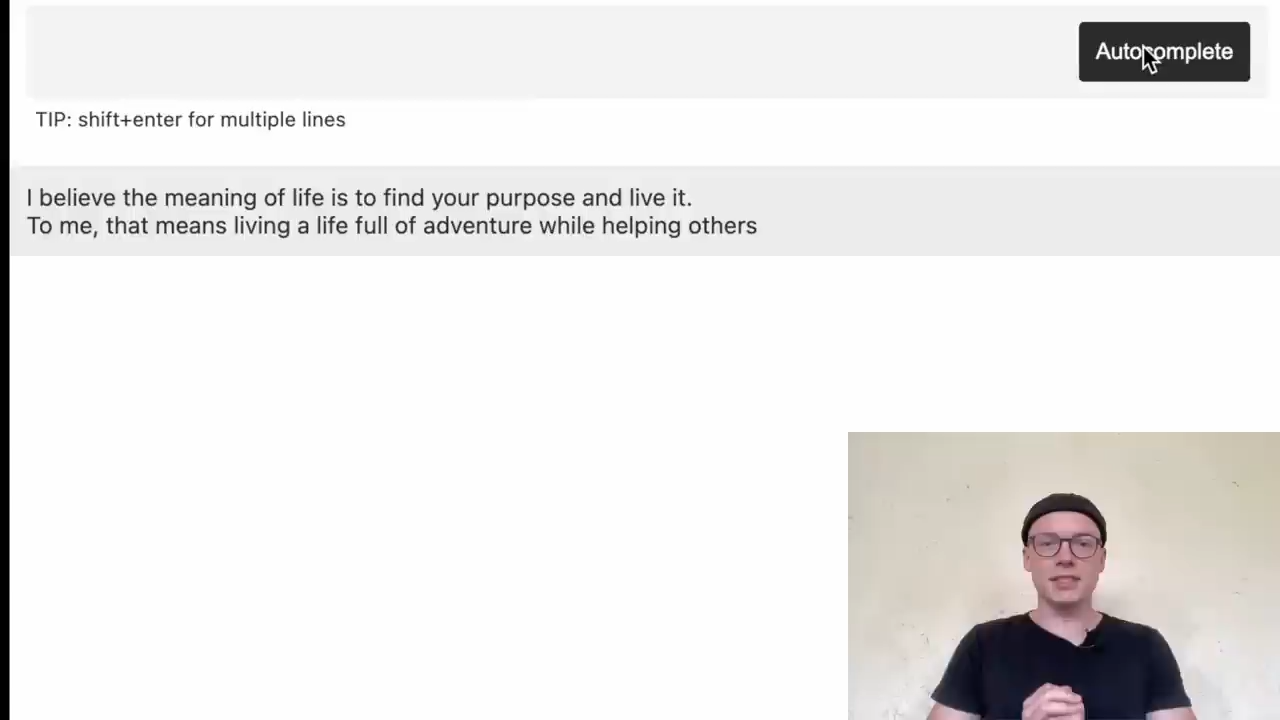 Autocomplete
TIP: shift+enter for multiple lines
I believe the meaning of life is to find your purpose and live it.
To me, that means living a life full of adventure while helping others